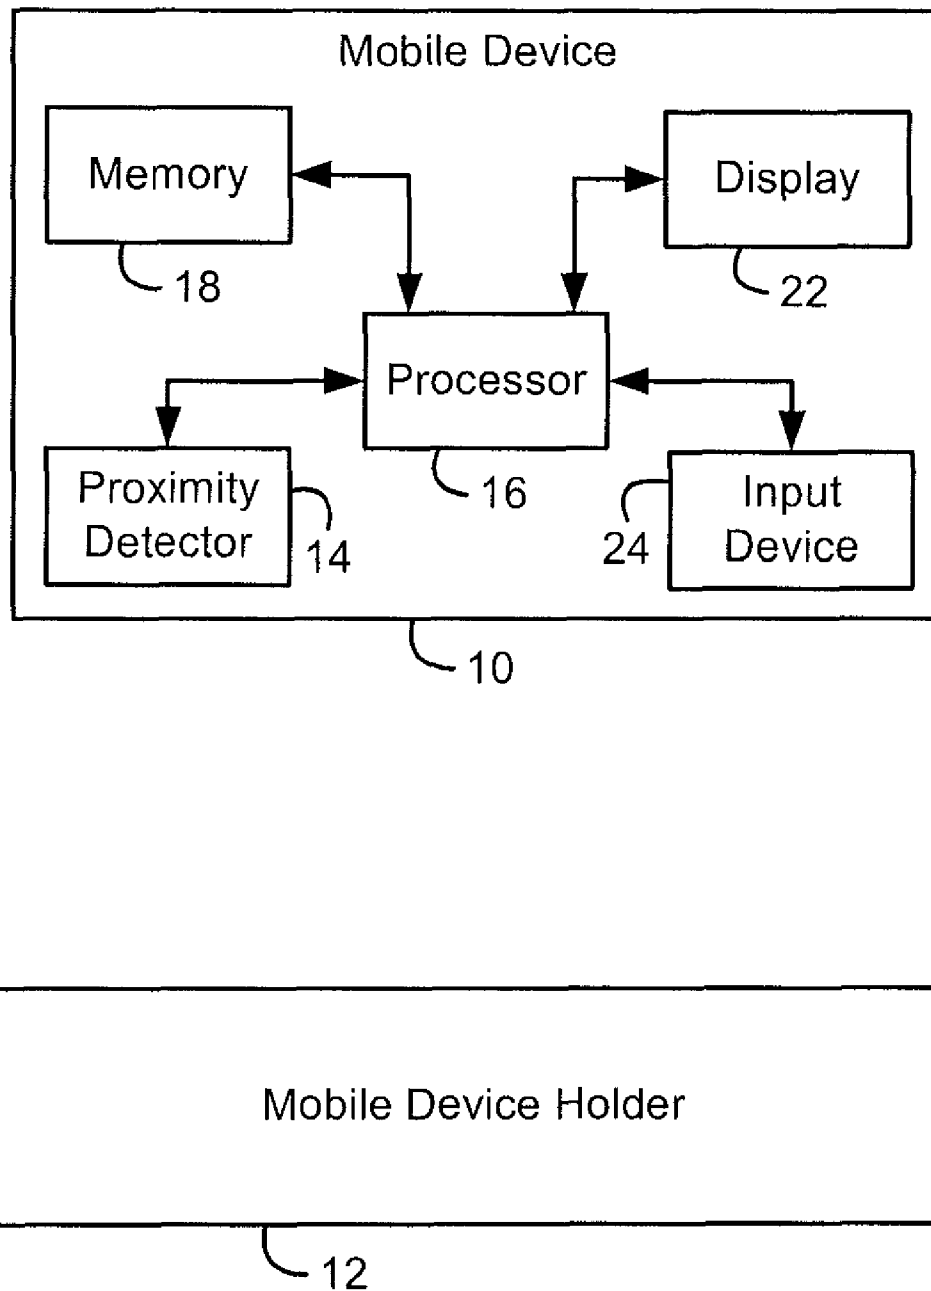 Mobile Device
Memory
Display
18
22
Processor
Proximity
Detector
14
16
24
Input
Device
10
Mobile Device Holder
12